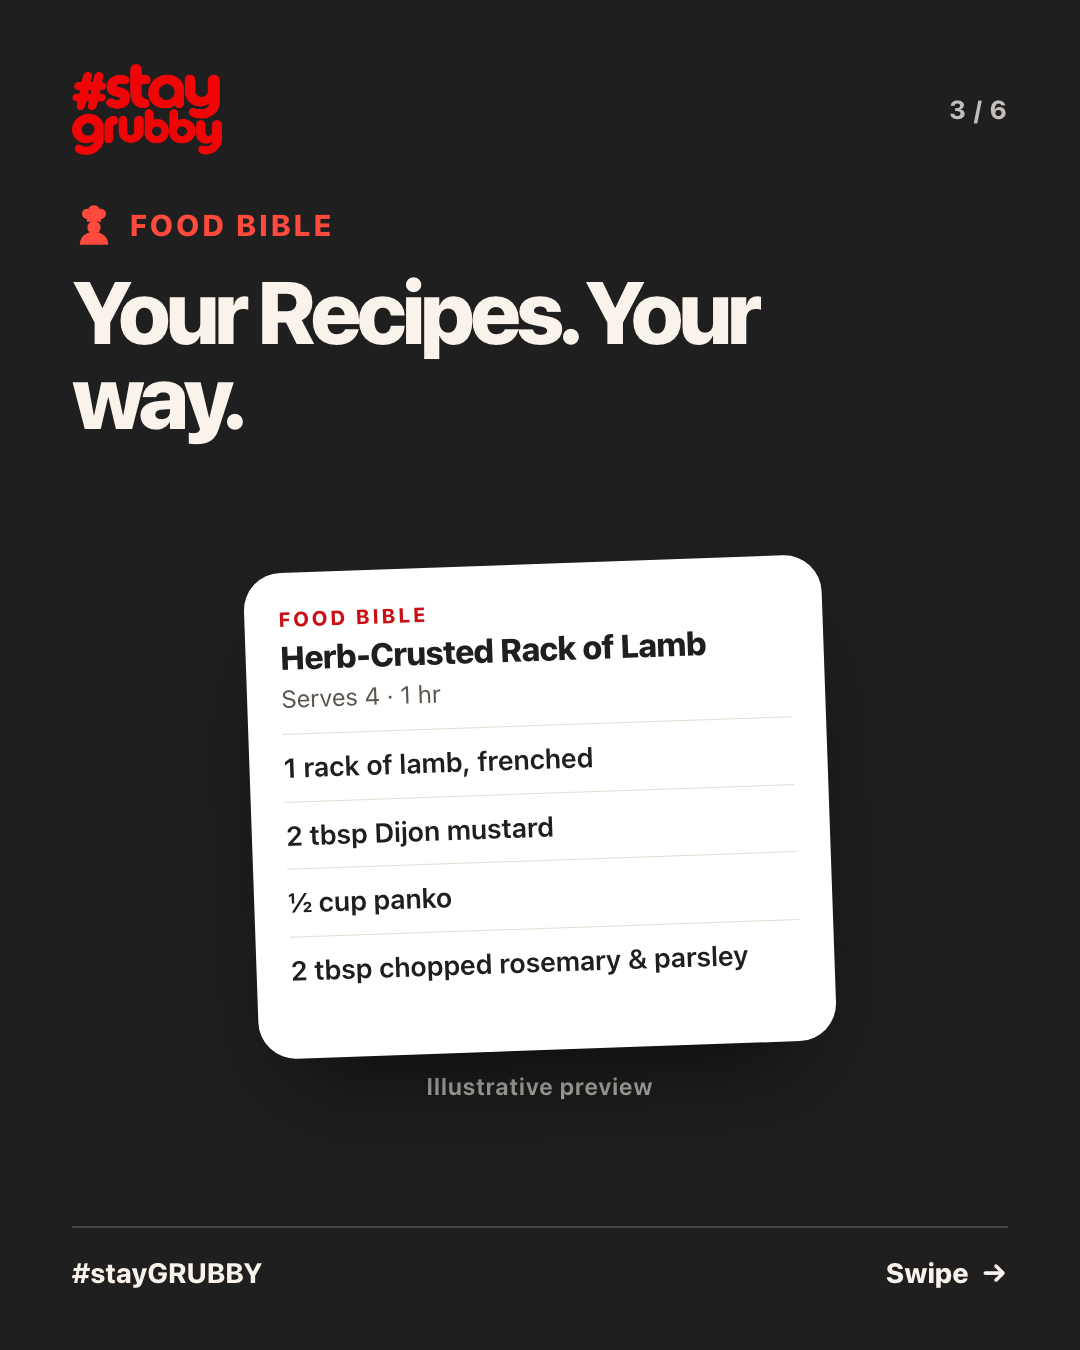 #stay
grubby
3 / 6
FOOD BIBLE
Your Recipes. Your
way.
FOOD BIBLE
Herb-Crusted Rack of Lamb
Serves 4 · 1 hr
1 rack of lamb, frenched
2 tbsp Dijon mustard
½ cup panko
2 tbsp chopped rosemary & parsley
Illustrative preview
#stayGRUBBY
Swipe →